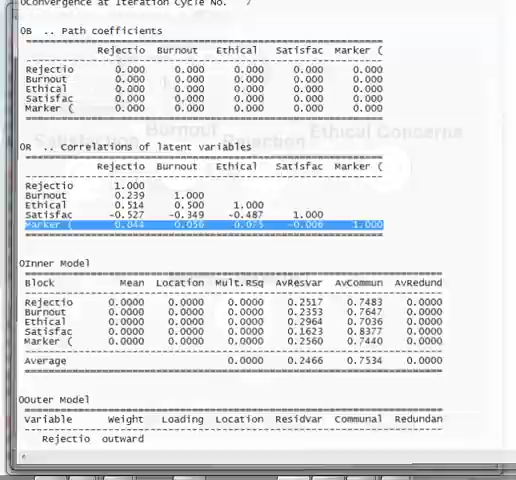 0Convergence at Iteration Cycle No. 7
0B .. Path coefficients
Rejectio Burnout Ethical Satisfac Marker (
Rejectio 0.000 0.000 0.000 0.000 0.000
Burnout 0.000 0.000 0.000 0.000 0.000
Ethical 0.000 0.000 0.000 0.000 0.000
Satisfac 0.000 0.000 0.000 0.000 0.000
Marker ( 0.000 0.000 0.000 0.000 0.000
Satisfaction Burnout Rejection Ethical Concerns
0R .. Correlations of latent variables
Rejectio Burnout Ethical Satisfac Marker (
Rejectio 1.000
Burnout 0.239 1.000
Ethical 0.514 0.500 1.000
Satisfac -0.527 -0.349 -0.487 1.000
Marker ( 0.044 0.056 0.075 -0.006 1.000
0Inner Model
Block Mean Location Mult.RSq AvResVar AvCommun AvRedund
Rejectio 0.0000 0.0000 0.0000 0.2517 0.7483 0.0000
Burnout 0.0000 0.0000 0.0000 0.2353 0.7647 0.0000
Ethical 0.0000 0.0000 0.0000 0.2964 0.7036 0.0000
Satisfac 0.0000 0.0000 0.0000 0.1623 0.8377 0.0000
Marker ( 0.0000 0.0000 0.0000 0.2560 0.7440 0.0000
Average 0.0000 0.2466 0.7534 0.0000
0Outer Model
Variable Weight Loading Location ResidVar Communal Redundan
Rejectio outward